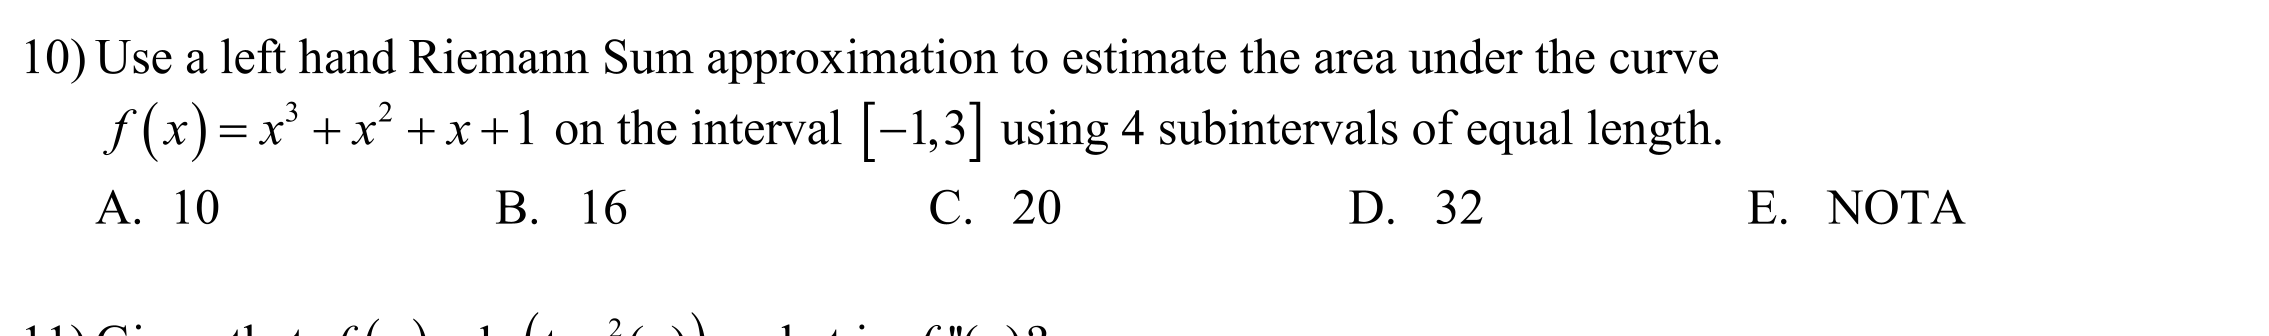 10) Use a left hand Riemann Sum approximation to estimate the area under the curve
f(x) = x³ + x² + x + 1 on the interval [−1,3] using 4 subintervals of equal length.
A. 10 B. 16 C. 20 D. 32 E. NOTA